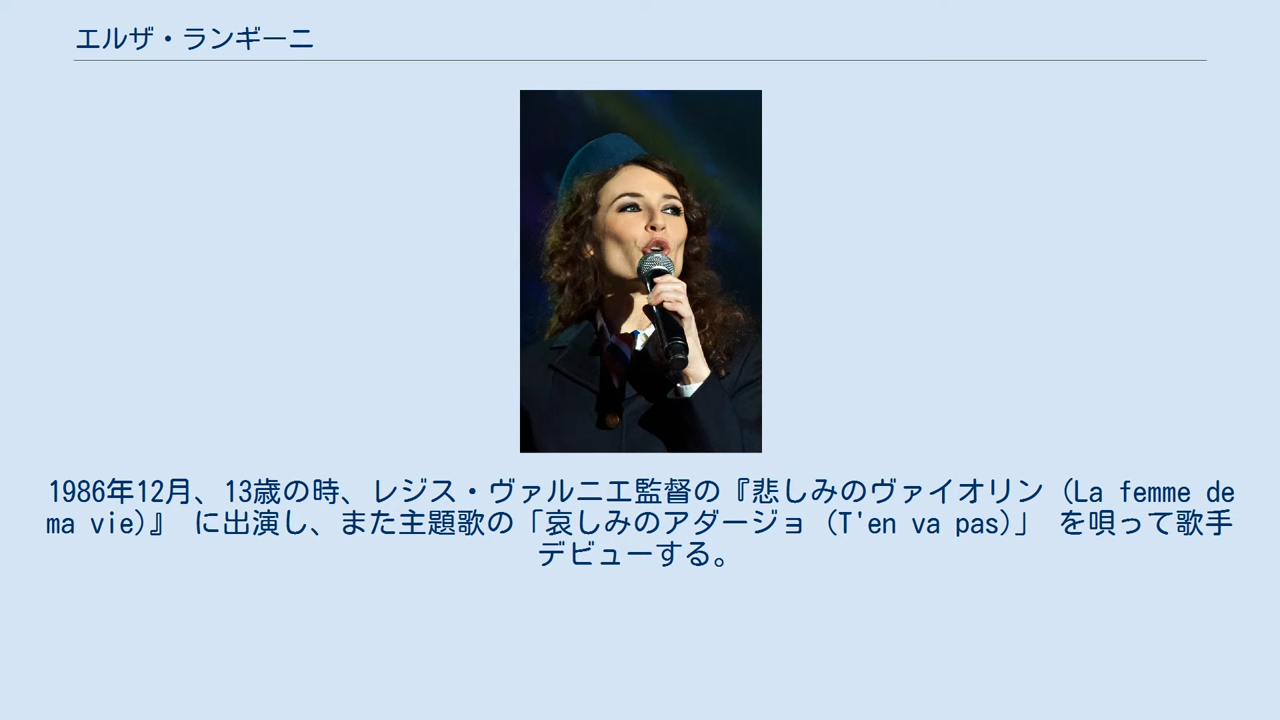 エルザ・ランギーニ
1986年12月、13歳の時、レジス・ヴァルニエ監督の『悲しみのヴァイオリン (La femme de
ma vie)』 に出演し、また主題歌の「哀しみのアダージョ (T'en va pas)」 を唄って歌手
デビューする。